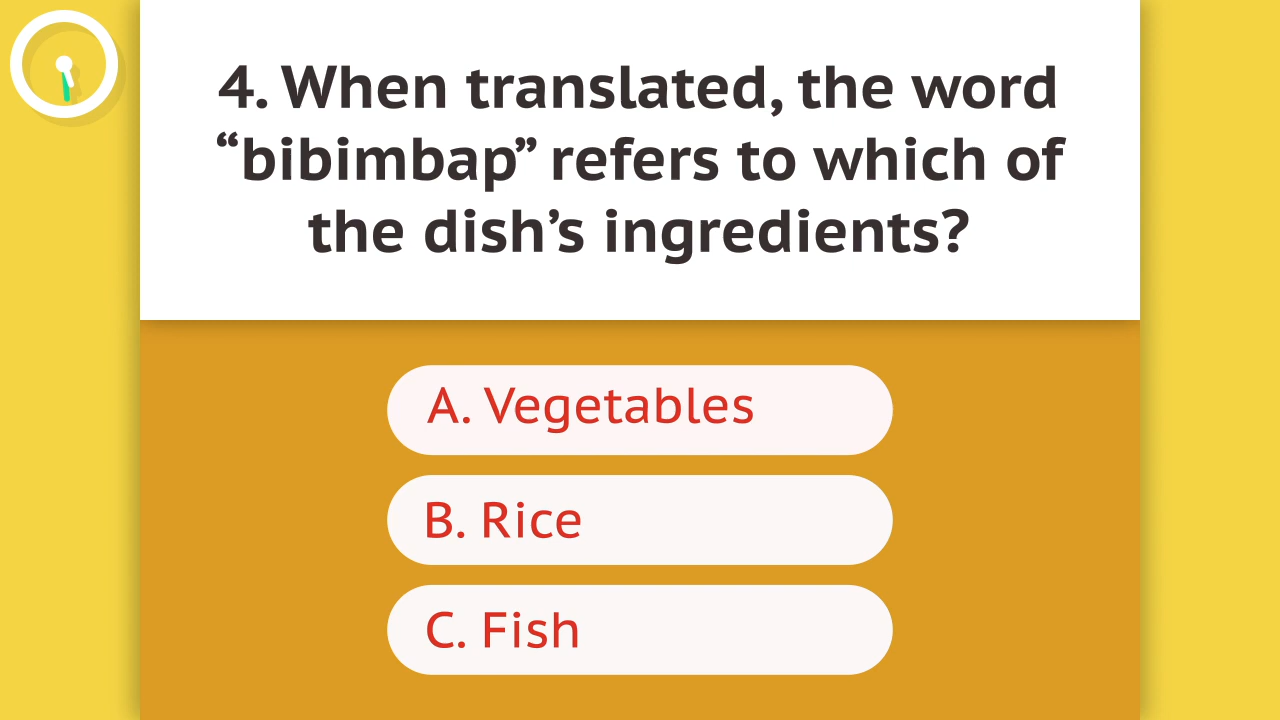 4. When translated, the word
“bibimbap” refers to which of
the dish’s ingredients?
A. Vegetables
B. Rice
C. Fish